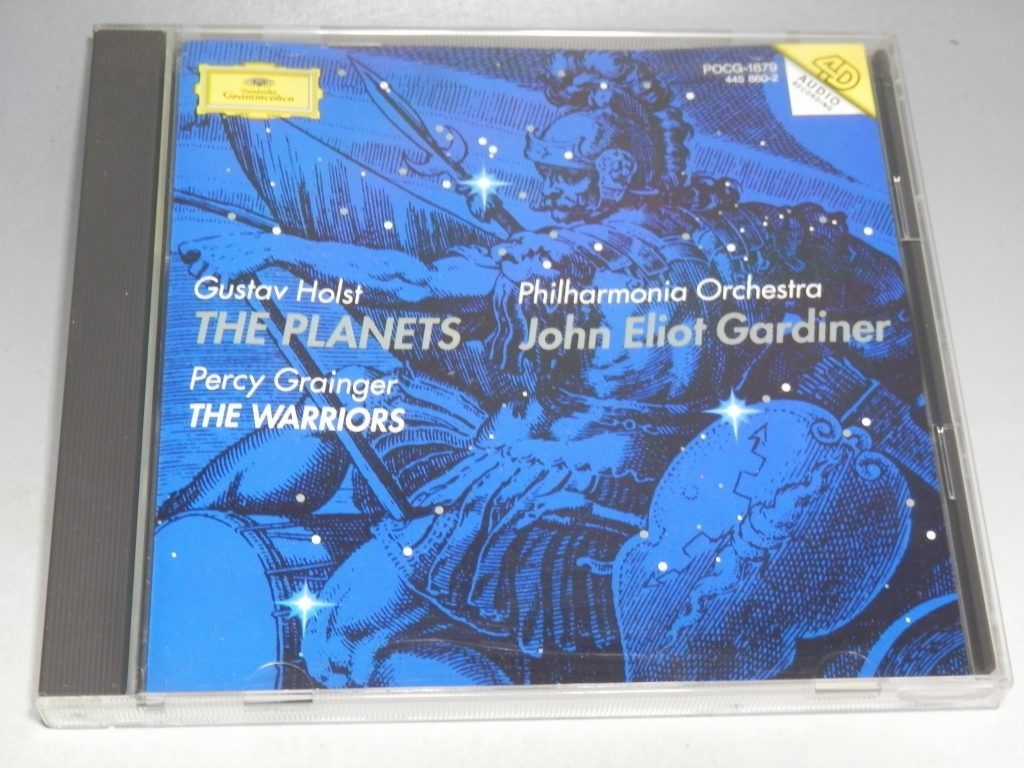 Deutsche
Grammophon
POCG-1879
445 860-2
4D
AUDIO
RECORDING
Gustav Holst
THE PLANETS
Percy Grainger
THE WARRIORS
Philharmonia Orchestra
John Eliot Gardiner